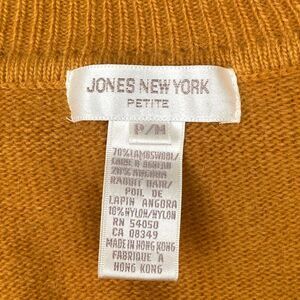 JONES NEW YORK
PETITE
P/M
70% LAMBSWOOL/
LAINE D'AGNEAU
20% ANGORA
RABBIT HAIR/
POIL DE
LAPIN ANGORA
10% NYLON/NYLON
RN 54050
CA 08349
MADE IN HONG KONG
FABRIQUE A
HONG KONG